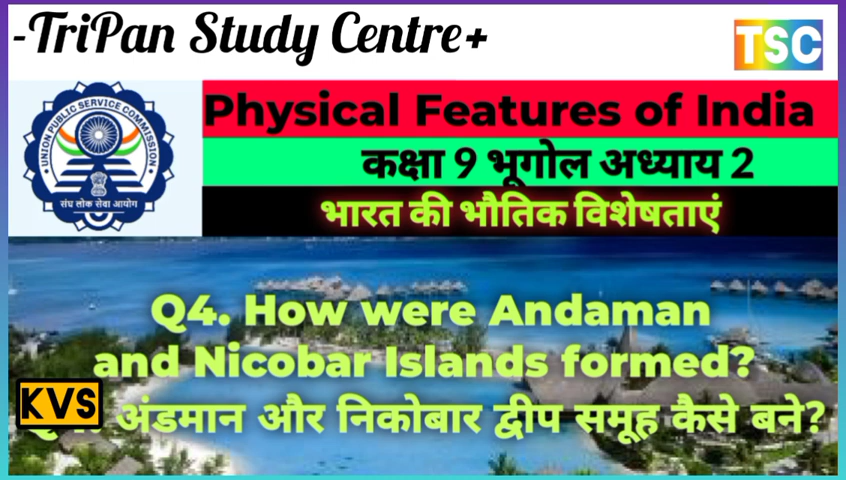 -TriPan Study Centre+
TSC
UNION PUBLIC SERVICE COMMISSION
संघ लोक सेवा आयोग
Physical Features of India
कक्षा 9 भूगोल अध्याय 2
भारत की भौतिक विशेषताएं
Q4. How were Andaman
and Nicobar Islands formed?
KVS
अंडमान और निकोबार द्वीप समूह कैसे बने?